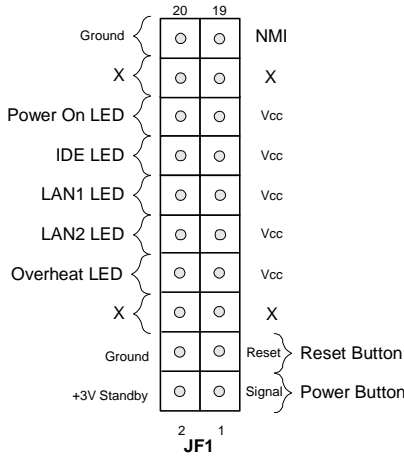 20 19
Ground NMI
X X
Power On LED Vcc
IDE LED Vcc
LAN1 LED Vcc
LAN2 LED Vcc
Overheat LED Vcc
X X
Ground Reset Reset Button
+3V Standby Signal Power Button
2 1
JF1